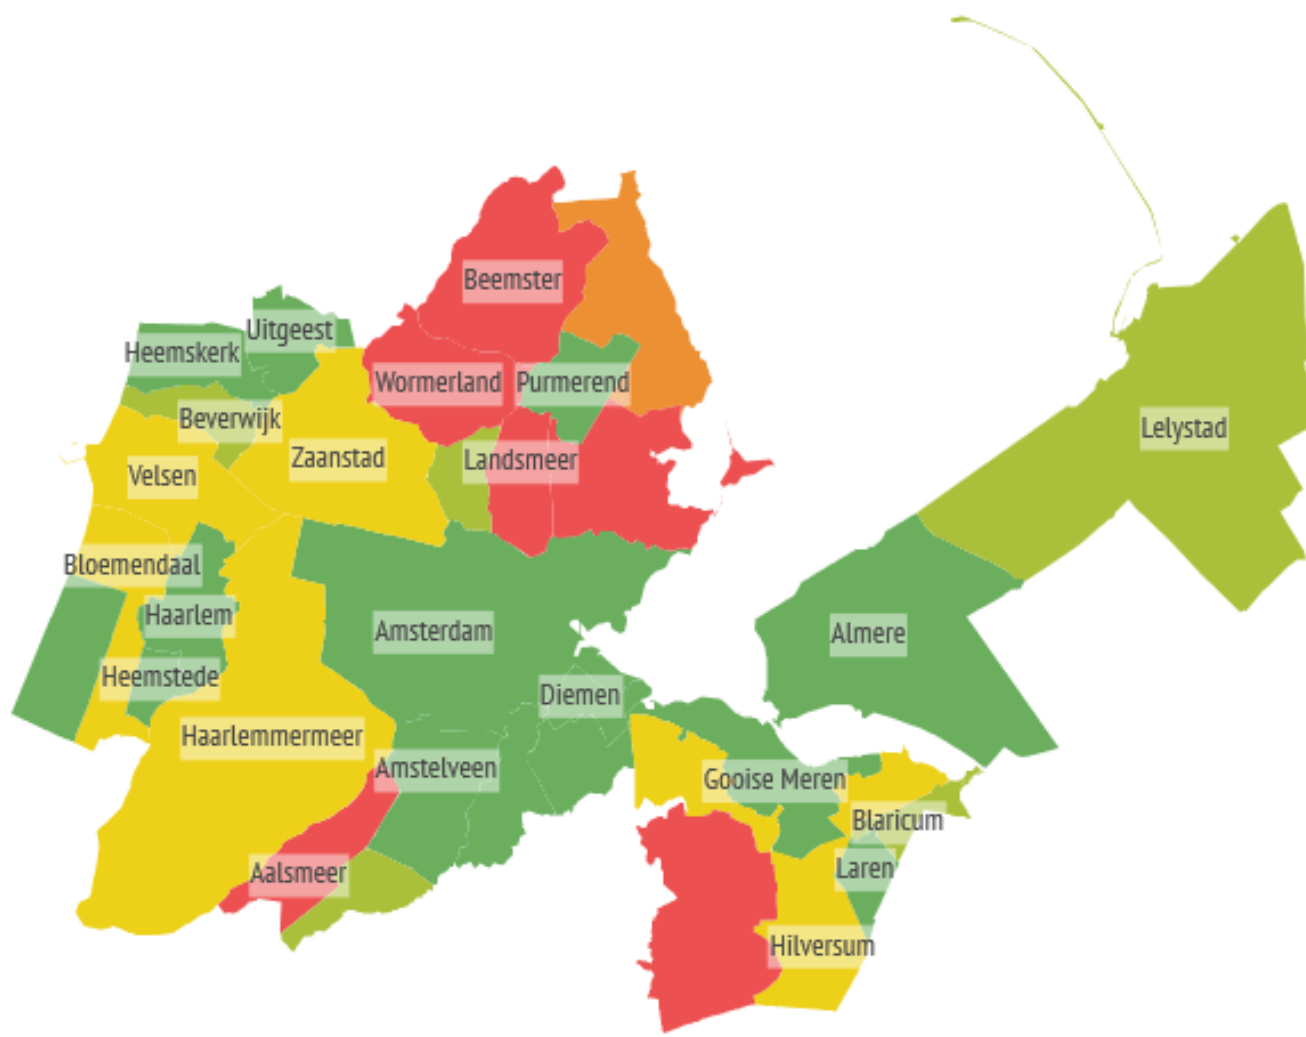 Beemster
Uitgeest
Heemskerk
Wormerland
Purmerend
Beverwijk
Zaanstad
Landsmeer
Velsen
Lelystad
Bloemendaal
Haarlem
Amsterdam
Almere
Heemstede
Diemen
Haarlemmermeer
Amstelveen
Gooise Meren
Blaricum
Aalsmeer
Laren
Hilversum